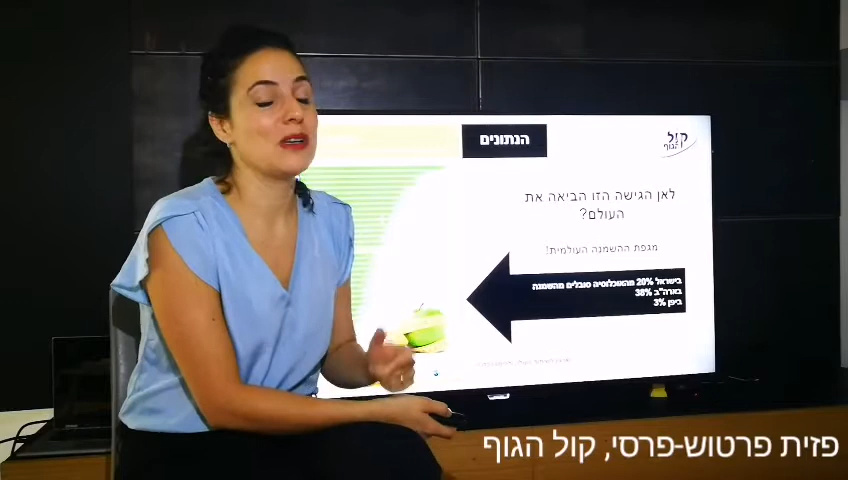 הנתונים
קול
הגוף
לאן הגישה הזו הביאה את
העולם?
מגפת ההשמנה העולמית!
בישראל 20% מהאוכלוסיה סובלים מהשמנה
בארה"ב 38%
ביפן 3%
פזית פרטוש-פרסי, קול הגוף